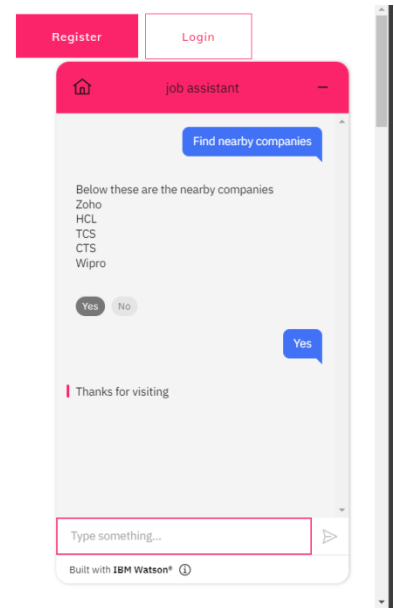 Register
Login
job assistant
Find nearby companies
Below these are the nearby companies
Zoho
HCL
TCS
CTS
Wipro
Yes
No
Yes
Thanks for visiting
Type something...
Built with IBM Watson®